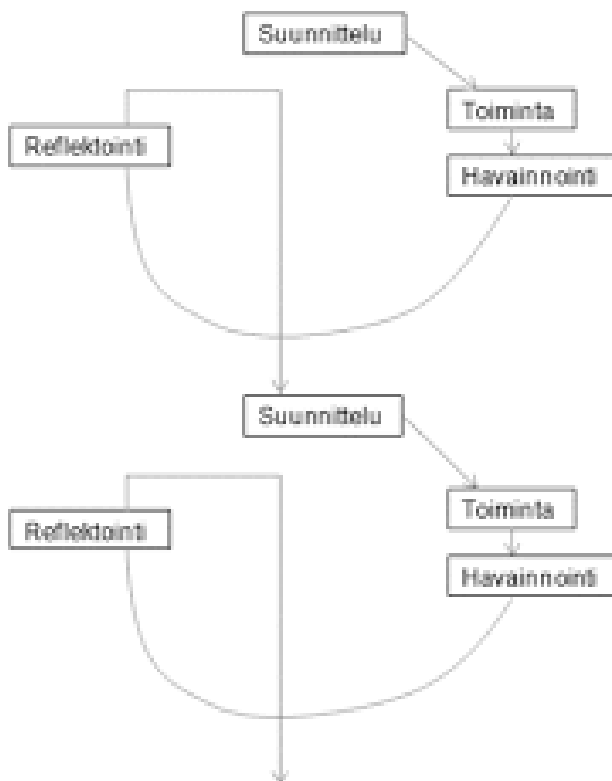 Suunnittelu
Toiminta
Reflektointi
Havainnointi
Suunnittelu
Toiminta
Reflektointi
Havainnointi